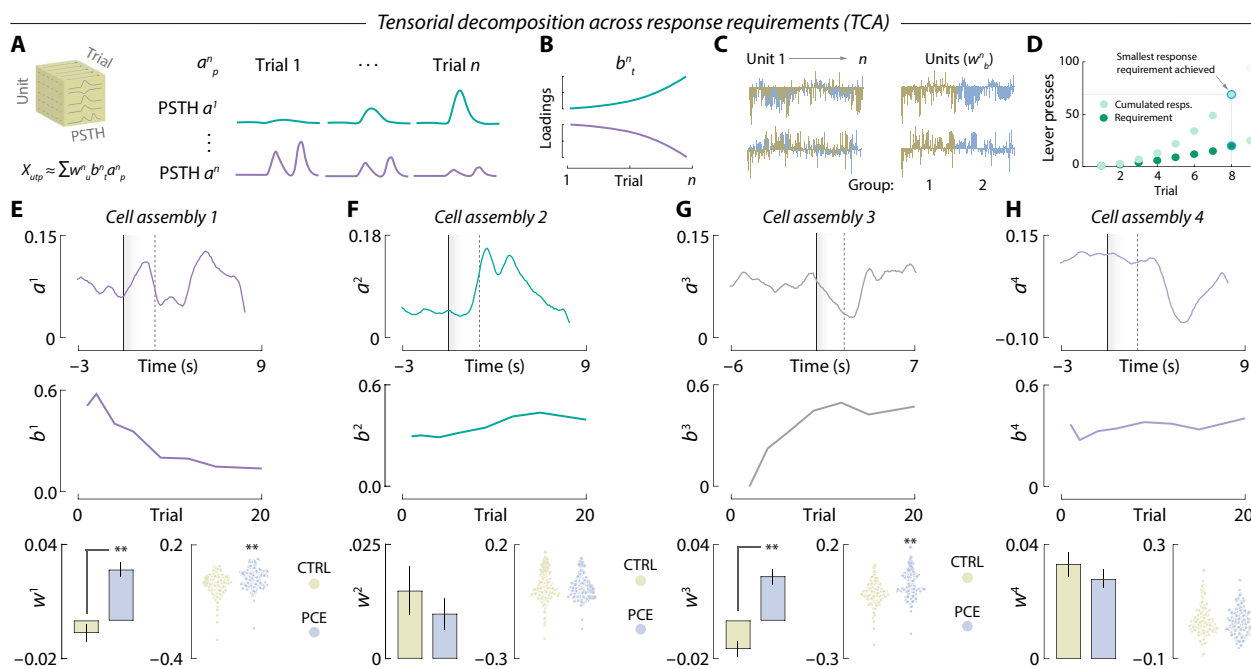 Tensorial decomposition across response requirements (TCA)
A
Unit
Trial
PSTH
X_utp ≈ ∑w^n_u b^n_t a^n_p
a^n_p
Trial 1
···
Trial n
PSTH a^1
⋮
PSTH a^n
B
b^n_t
Loadings
1
Trial
n
C
Unit 1
n
Units (w^n_b)
Group:
1
2
D
Smallest response
requirement achieved
Lever presses
100
50
0
Cumulated resps.
Requirement
2
4
6
8
Trial
E
Cell assembly 1
0.15
a^1
0
−3
Time (s)
9
0.6
b^1
0.0
0
Trial
20
0.04
w^1
−0.02
**
0.2
**
−0.4
CTRL
PCE
F
Cell assembly 2
0.18
a^2
0
−3
Time (s)
9
0.6
b^2
0.0
0
Trial
20
.025
w^2
0
0.2
−0.3
CTRL
PCE
G
Cell assembly 3
0.15
a^3
0
−6
Time (s)
7
0.6
b^3
0
0
Trial
20
0.04
w^3
−0.02
**
0.2
**
−0.3
CTRL
PCE
H
Cell assembly 4
0.15
a^4
−0.10
−3
Time (s)
9
0.6
b^4
0
0
Trial
20
0.04
w^4
0
0.3
−0.1